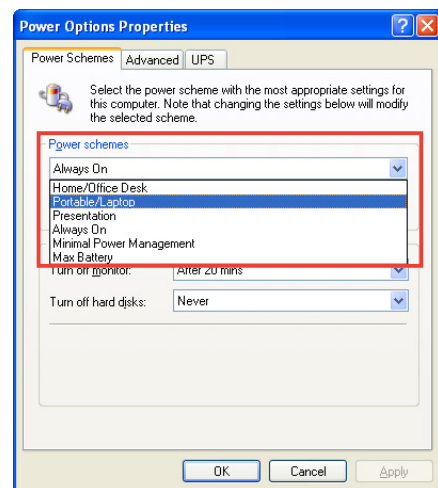 Power Options Properties
Power Schemes Advanced UPS
Select the power scheme with the most appropriate settings for
this computer. Note that changing the settings below will modify
the selected scheme.
Power schemes
Always On
Home/Office Desk
Portable/Laptop
Presentation
Always On
Minimal Power Management
Max Battery
Turn off monitor: After 20 mins
Turn off hard disks: Never
OK Cancel Apply